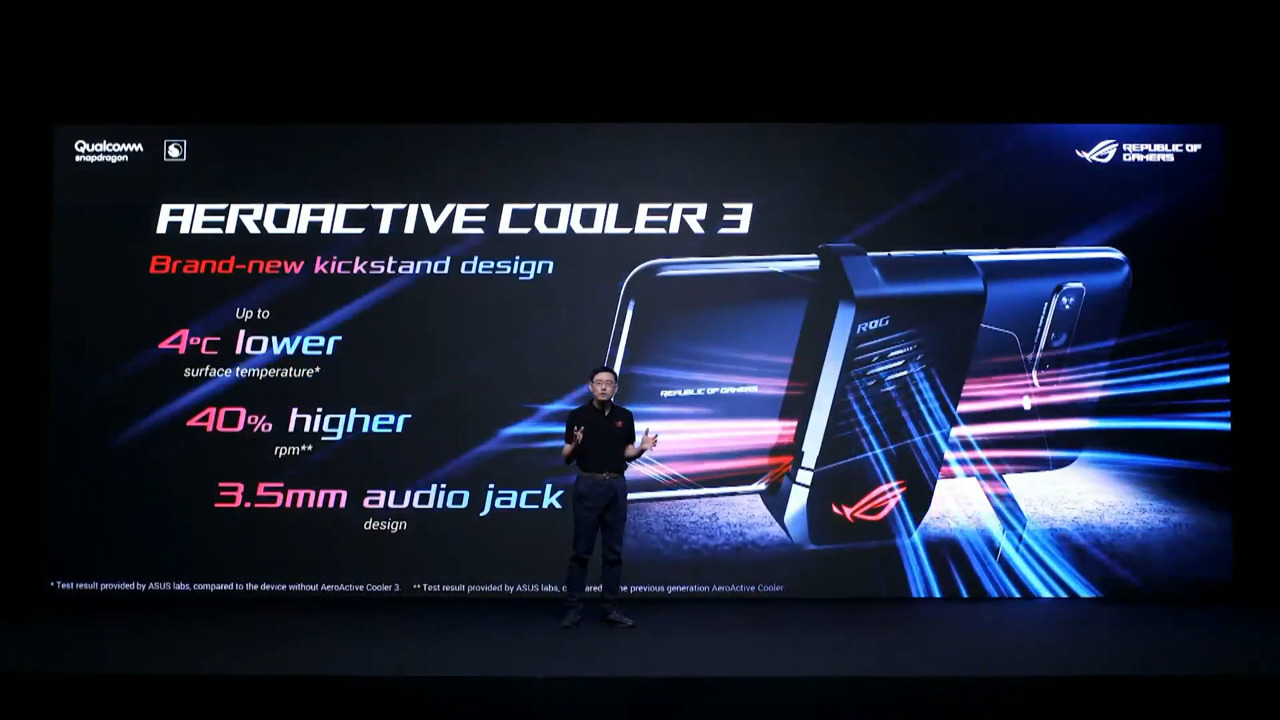 Qualcomm
snapdragon
REPUBLIC OF
GAMERS
AEROACTIVE COOLER 3
Brand-new kickstand design
Up to
4°C lower
surface temperature*
40% higher
rpm**
3.5mm audio jack
design
ROG
REPUBLIC OF GAMERS
* Test result provided by ASUS labs, compared to the device without AeroActive Cooler 3. ** Test result provided by ASUS labs, previous generation AeroActive Cooler